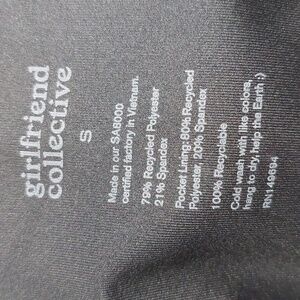 girlfriend
collective
S
Made in our SA8000
certified factory in Vietnam.
79% Recycled Polyester
21% Spandex
Pocket Lining: 80% Recycled
Polyester, 20% Spandex
100% Recyclable
Cold wash with like colors,
hang to dry, help the Earth :)
RN149694